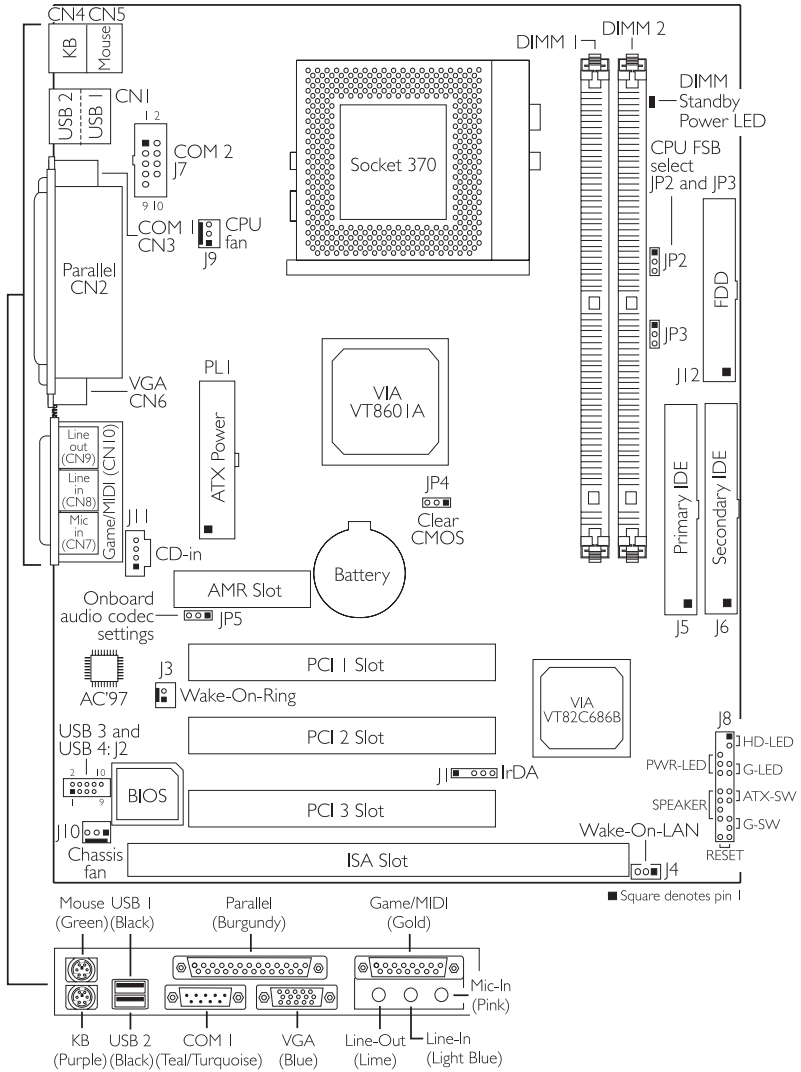 CN4 CN5
KB
Mouse
USB 2
USB 1
CN1
1 2
COM 2
J7
9 10
COM 1
CN3
CPU
fan
J9
Parallel
CN2
VGA
CN6
PL1
ATX Power
Line
out
(CN9)
Line
in
(CN8)
Mic
in
(CN7)
Game/MIDI (CN10)
J11
CD-in
Socket 370
DIMM 1
DIMM 2
DIMM
Standby
Power LED
CPU FSB
select
JP2 and JP3
JP2
JP3
FDD
J12
VIA
VT8601A
JP4
Clear
CMOS
Primary IDE
Secondary IDE
J5
J6
Battery
AMR Slot
Onboard
audio codec
settings
JP5
AC'97
J3
Wake-On-Ring
PCI 1 Slot
VIA
VT82C686B
USB 3 and
USB 4: J2
2 10
1 9
BIOS
PCI 2 Slot
J1
IrDA
PCI 3 Slot
J10
Chassis
fan
ISA Slot
Wake-On-LAN
J4
J8
HD-LED
PWR-LED
G-LED
ATX-SW
SPEAKER
G-SW
RESET
■ Square denotes pin 1
Mouse
(Green)
USB 1
(Black)
Parallel
(Burgundy)
Game/MIDI
(Gold)
Mic-In
(Pink)
KB
(Purple)
USB 2
(Black)
COM 1
(Teal/Turquoise)
VGA
(Blue)
Line-Out
(Lime)
Line-In
(Light Blue)